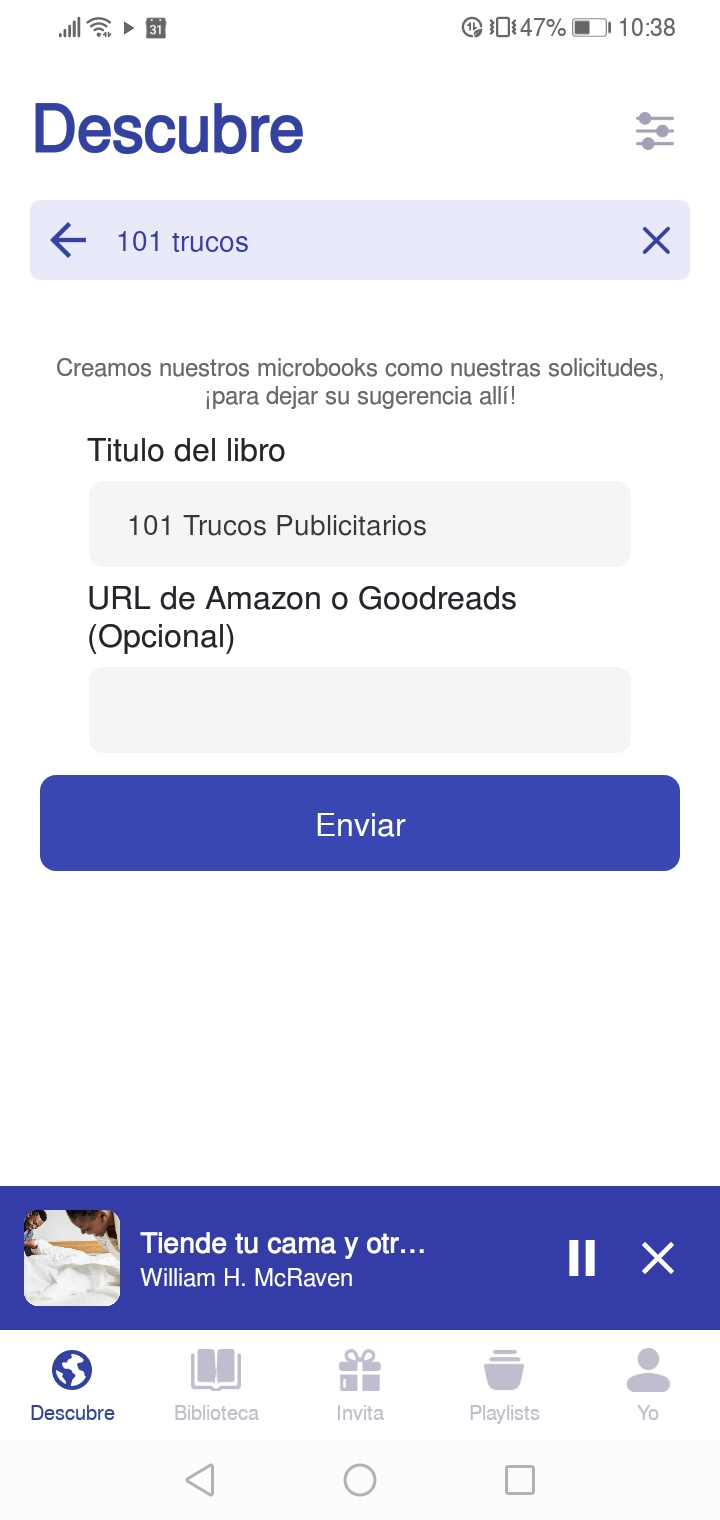 47% 10:38
31
Descubre
101 trucos
Creamos nuestros microbooks como nuestras solicitudes,
¡para dejar su sugerencia allí!
Titulo del libro
101 Trucos Publicitarios
URL de Amazon o Goodreads
(Opcional)
Enviar
Tiende tu cama y otr...
William H. McRaven
Descubre Biblioteca Invita Playlists Yo